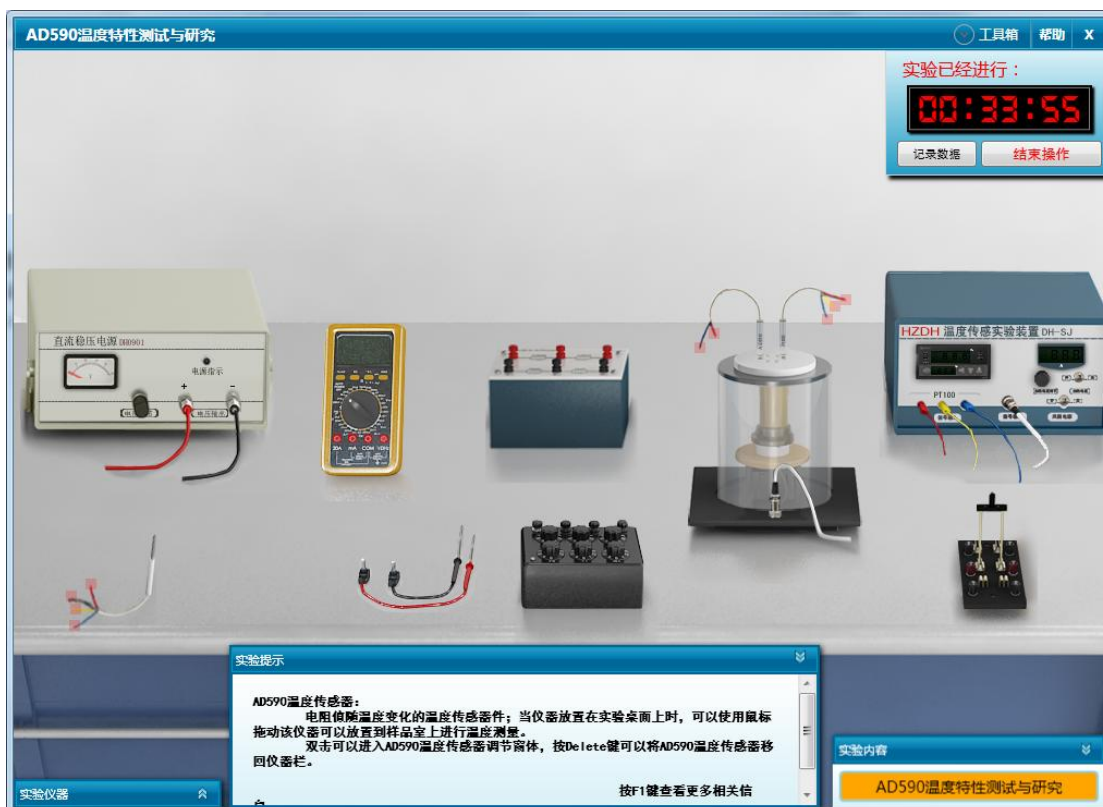 AD590温度特性测试与研究
工具箱 帮助 X
实验已经进行：
00:33:55
记录数据 结束操作
直流稳压电源 DH0901
电源指示
+ -
电压输出
20A mA COM
HZDH 温度传感实验装置 DH-SJ
PT100
实验提示
AD590温度传感器：
电阻值随温度变化的温度传感器件；当仪器放置在实验桌面上时，可以使用鼠标
拖动该仪器可以放置到样品室上进行温度测量。
双击可以进入AD590温度传感器调节窗体，按Delete键可以将AD590温度传感器移
回仪器栏。
按F1键查看更多相关信
实验仪器
实验内容
AD590温度特性测试与研究